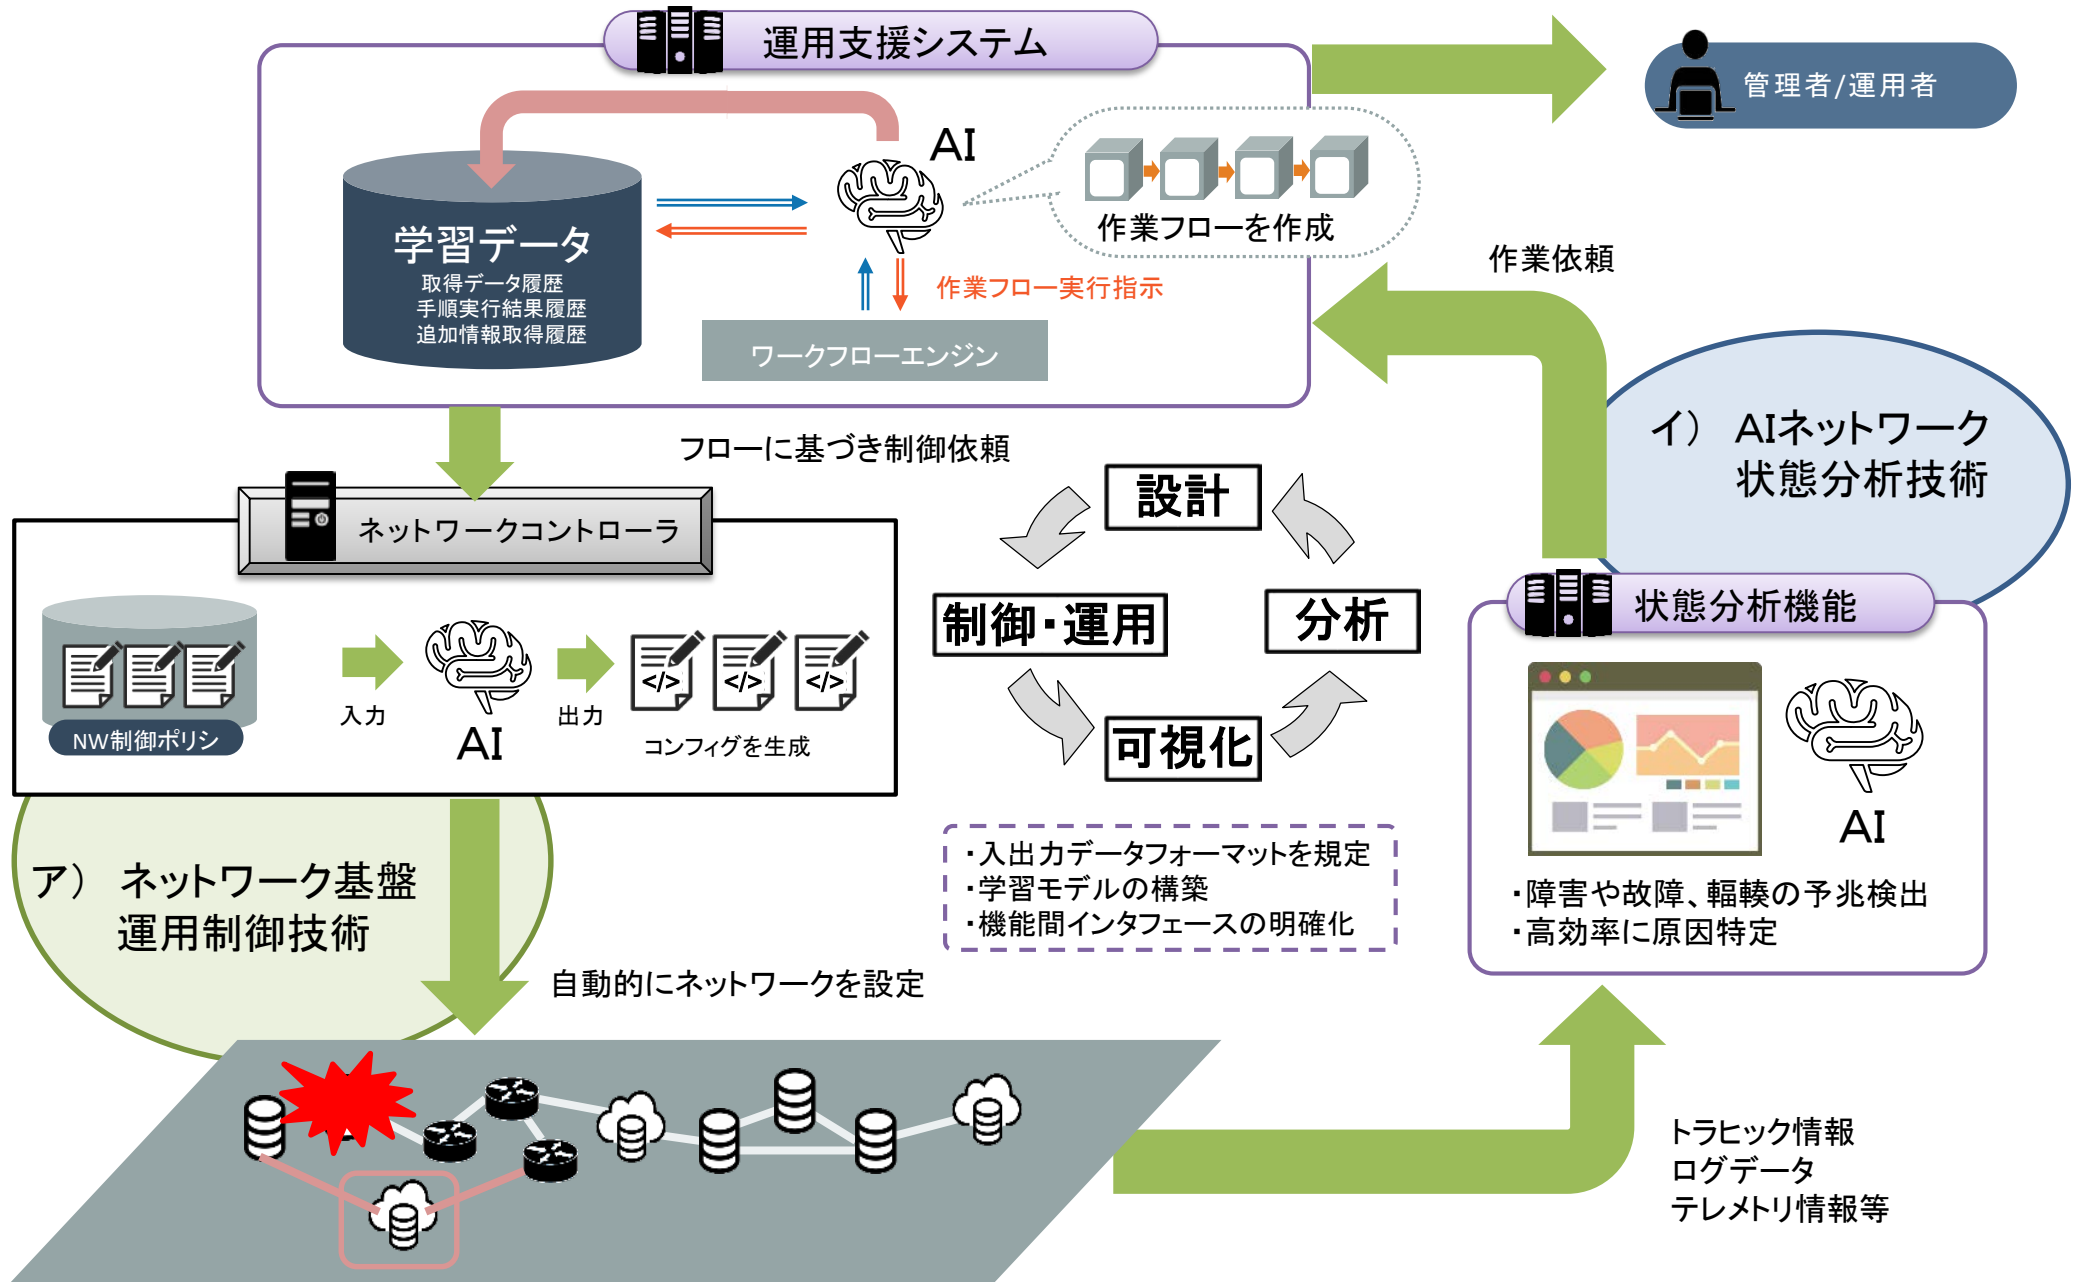 運用支援システム
管理者/運用者
AI
作業フローを作成
学習データ
取得データ履歴
手順実行結果履歴
追加情報取得履歴
作業フロー実行指示
ワークフローエンジン
作業依頼
イ) AIネットワーク
状態分析技術
フローに基づき制御依頼
ネットワークコントローラ
NW制御ポリシ
入力
AI
出力
</>
</>
</>
コンフィグを生成
設計
制御・運用
分析
可視化
状態分析機能
AI
・障害や故障、輻輳の予兆検出
・高効率に原因特定
・入出力データフォーマットを規定
・学習モデルの構築
・機能間インタフェースの明確化
ア) ネットワーク基盤
運用制御技術
自動的にネットワークを設定
トラヒック情報
ログデータ
テレメトリ情報等